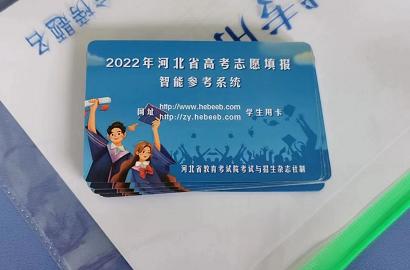 2022年河北省高考志愿填报
智能参考系统
网址 http://www.hebeeb.com 学生用卡
http://zy.hebeeb.com
河北省教育考试院考试与招生杂志社制